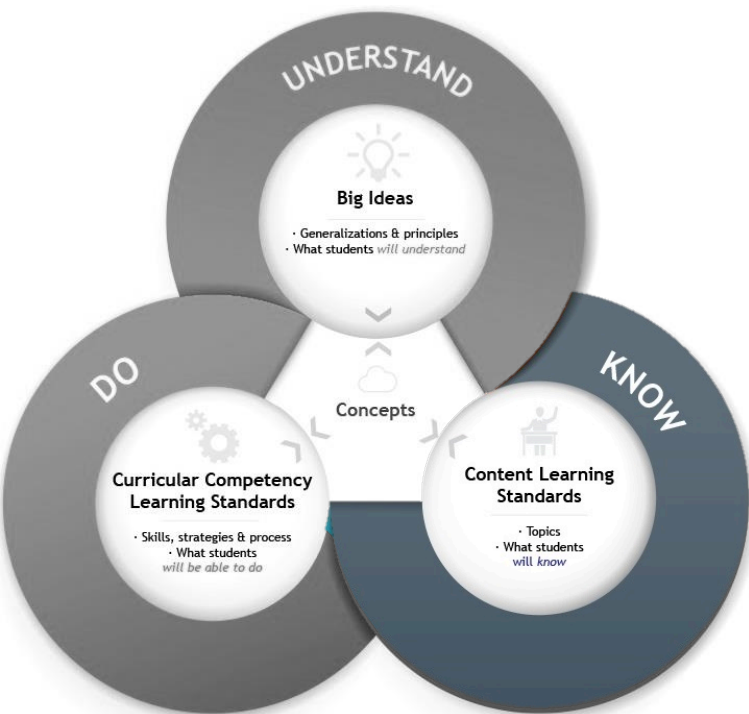 UNDERSTAND
Big Ideas
· Generalizations & principles
· What students will understand
DO
KNOW
Concepts
Curricular Competency
Learning Standards
· Skills, strategies & process
· What students
will be able to do
Content Learning
Standards
· Topics
· What students
will know